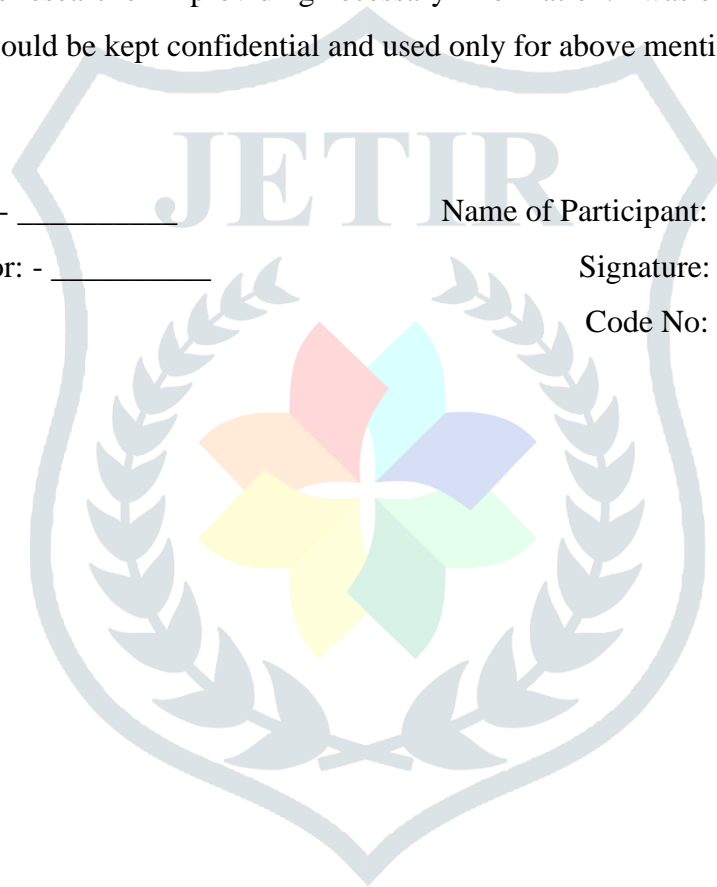 ould be kept confidential and used only for above menti
JETIR
- __________ Name of Participant:
or: - __________ Signature:
Code No: